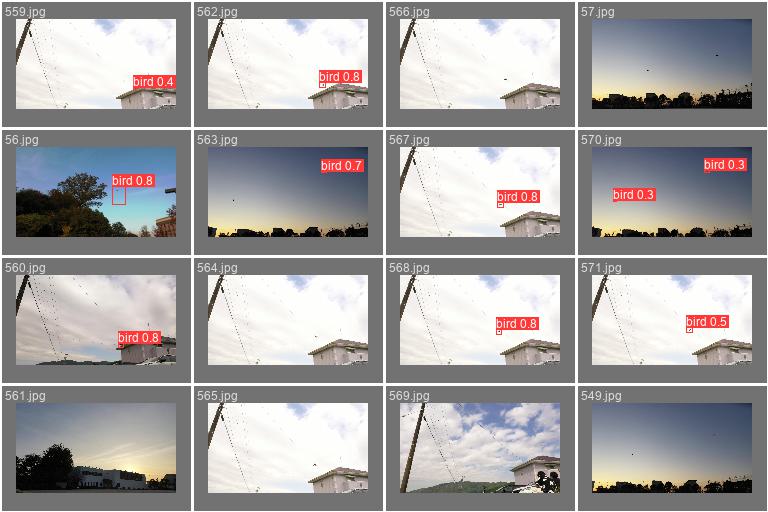 559.jpg
bird 0.4
562.jpg
bird 0.8
566.jpg
57.jpg
56.jpg
bird 0.8
563.jpg
bird 0.7
567.jpg
bird 0.8
570.jpg
bird 0.3
bird 0.3
560.jpg
bird 0.8
564.jpg
568.jpg
bird 0.8
571.jpg
bird 0.5
561.jpg
565.jpg
569.jpg
549.jpg